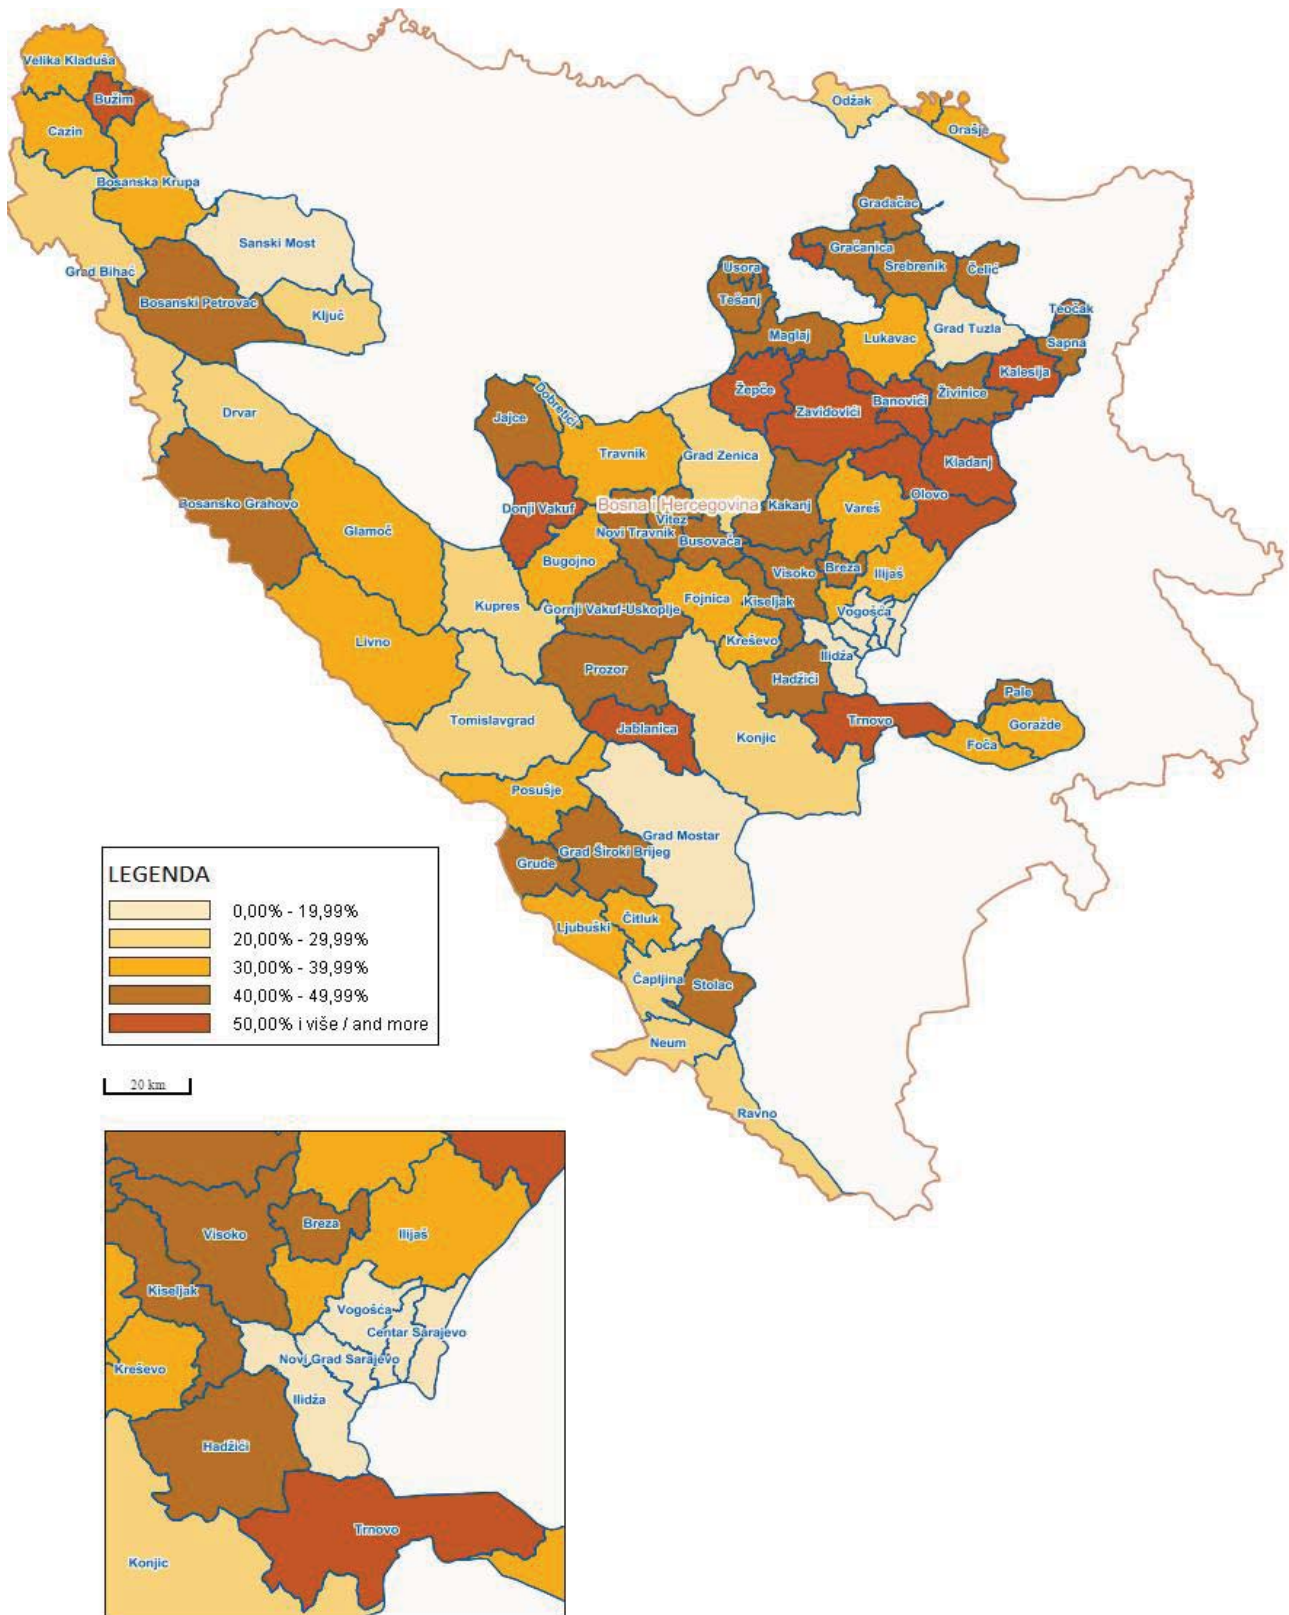 Velika Kladuša
Bužim
Cazin
Bosanska Krupa
Odžak
Orašje
Sanski Most
Gradačac
Gračanica
Srebrenik
Čelić
Usora
Tešanj
Grad Bihać
Bosanski Petrovac
Ključ
Maglaj
Lukavac
Grad Tuzla
Teočak
Sapna
Kalesija
Žepče
Zavidovići
Banovići
Živinice
Drvar
Jajce
Dobretići
Travnik
Grad Zenica
Kladanj
Olovo
Bosansko Grahovo
Glamoč
Donji Vakuf
Bosna i Hercegovina
Kakanj
Vareš
Vitez
Novi Travnik
Busovača
Bugojno
Visoko
Breza
Ilijaš
Kupres
Gornji Vakuf-Uskoplje
Fojnica
Kiseljak
Vogošća
Livno
Kreševo
Ilidža
Prozor
Hadžići
Pale
Tomislavgrad
Jablanica
Konjic
Trnovo
Goražde
Foča
Posušje
Grad Mostar
Grude
Grad Široki Brijeg
Ljubuški
Čitluk
Čapljina
Stolac
Neum
Ravno
LEGENDA
0,00% - 19,99%
20,00% - 29,99%
30,00% - 39,99%
40,00% - 49,99%
50,00% i više / and more
20 km
Visoko
Breza
Ilijaš
Kiseljak
Vogošća
Centar Sarajevo
Novi Grad Sarajevo
Kreševo
Ilidža
Hadžići
Trnovo
Konjic